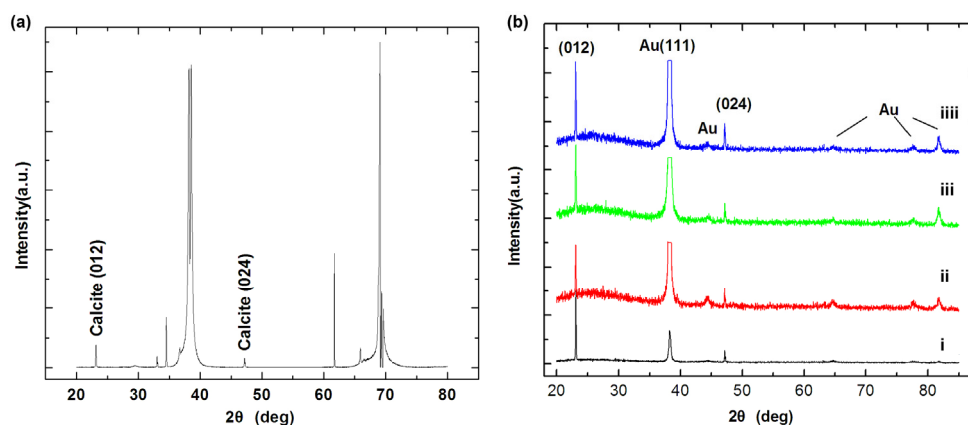 (a)
Intensity(a.u.)
Calcite (012)
Calcite (024)
20 30 40 50 60 70 80
2θ (deg)
(b)
Intensity(a.u.)
(012)
Au(111)
Au
(024)
Au
iiii
iii
ii
i
20 30 40 50 60 70 80
2θ (deg)